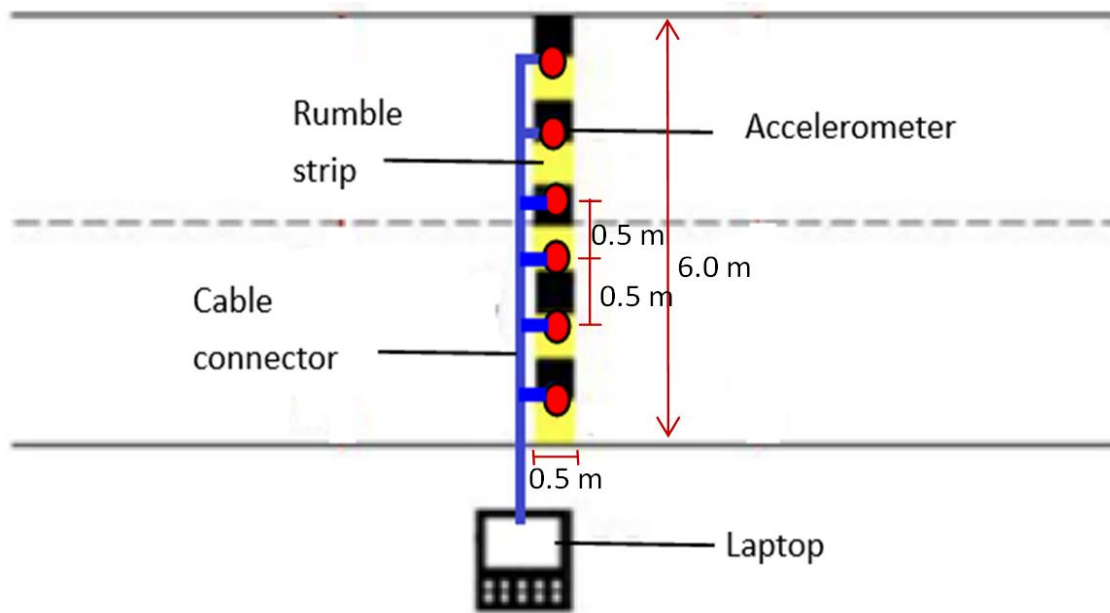 Rumble
strip
Accelerometer
0.5 m
6.0 m
0.5 m
Cable
connector
0.5 m
Laptop